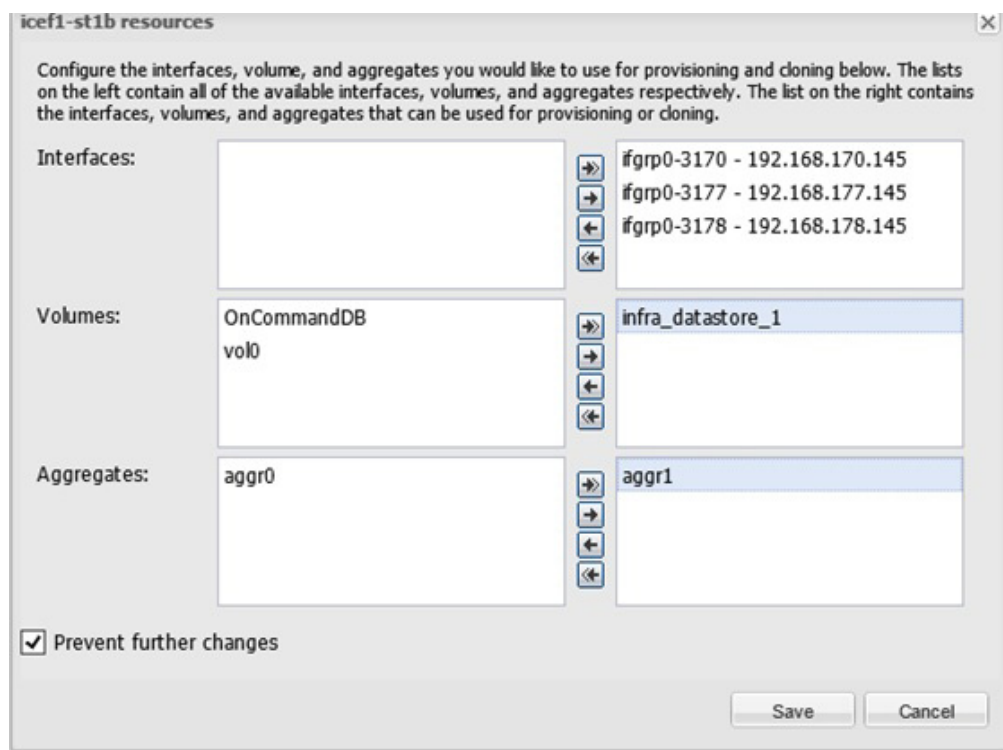 icef1-st1b resources
Configure the interfaces, volume, and aggregates you would like to use for provisioning and cloning below. The lists
on the left contain all of the available interfaces, volumes, and aggregates respectively. The list on the right contains
the interfaces, volumes, and aggregates that can be used for provisioning or cloning.
Interfaces:
ifgrp0-3170 - 192.168.170.145
ifgrp0-3177 - 192.168.177.145
ifgrp0-3178 - 192.168.178.145
Volumes:
OnCommandDB
vol0
infra_datastore_1
Aggregates:
aggr0
aggr1
Prevent further changes
Save
Cancel